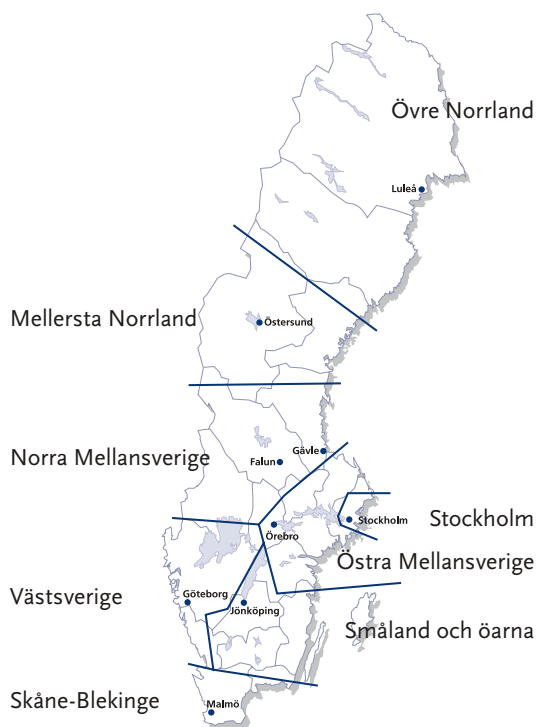 Övre Norrland
Luleå
Mellersta Norrland
Östersund
Norra Mellansverige
Gävle
Falun
Stockholm
Stockholm
Örebro
Östra Mellansverige
Västsverige
Göteborg
Jönköping
Småland och öarna
Skåne-Blekinge
Malmö